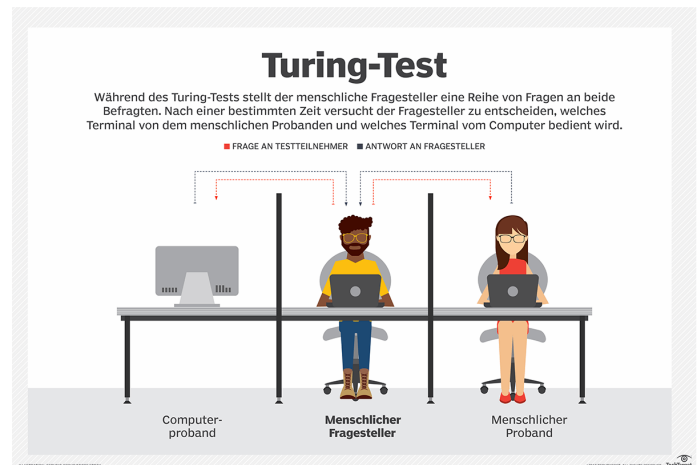 Turing-Test
Während des Turing-Tests stellt der menschliche Fragesteller eine Reihe von Fragen an beide
Befragten. Nach einer bestimmten Zeit versucht der Fragesteller zu entscheiden, welches
Terminal von dem menschlichen Probanden und welches Terminal vom Computer bedient wird.
FRAGE AN TESTTEILNEHMER ANTWORT AN FRAGESTELLER
Computer-
proband
Menschlicher
Fragesteller
Menschlicher
Proband
TechTarget